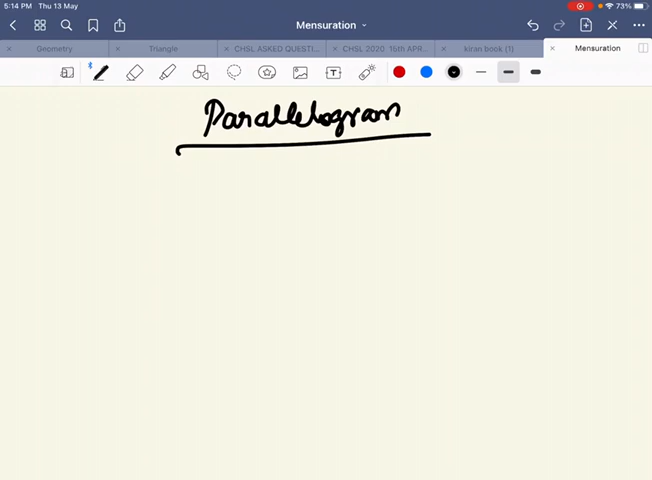 5:14 PM Thu 13 May
73%
Mensuration
Geometry
Triangle
CHSL ASKED QUESTI...
CHSL 2020 15th APR...
kiran book (1)
Mensuration
T
Parallelogram